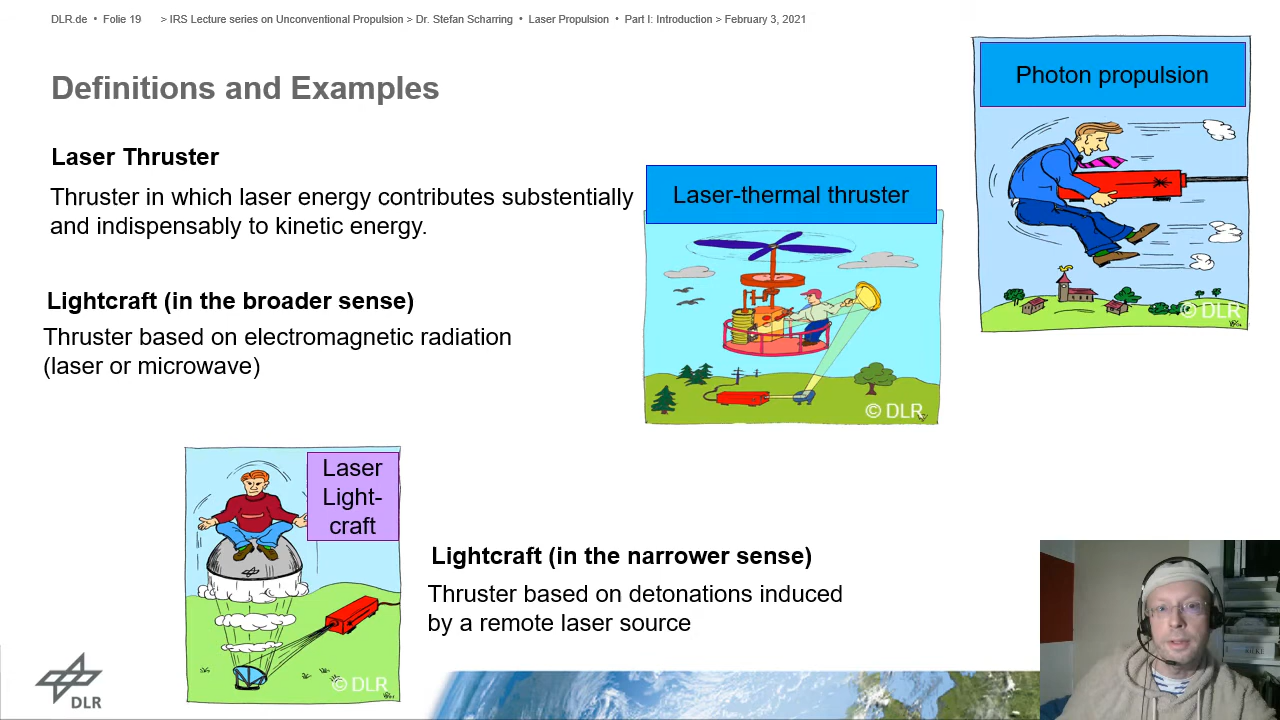 DLR.de • Folie 19 > IRS Lecture series on Unconventional Propulsion > Dr. Stefan Scharring • Laser Propulsion • Part I: Introduction > February 3, 2021
Definitions and Examples
Photon propulsion
Laser Thruster
Thruster in which laser energy contributes substantially
and indispensably to kinetic energy.
Laser-thermal thruster
© DLR
Lightcraft (in the broader sense)
Thruster based on electromagnetic radiation
(laser or microwave)
© DLR
Laser
Light-
craft
Lightcraft (in the narrower sense)
Thruster based on detonations induced
by a remote laser source
© DLR
DLR